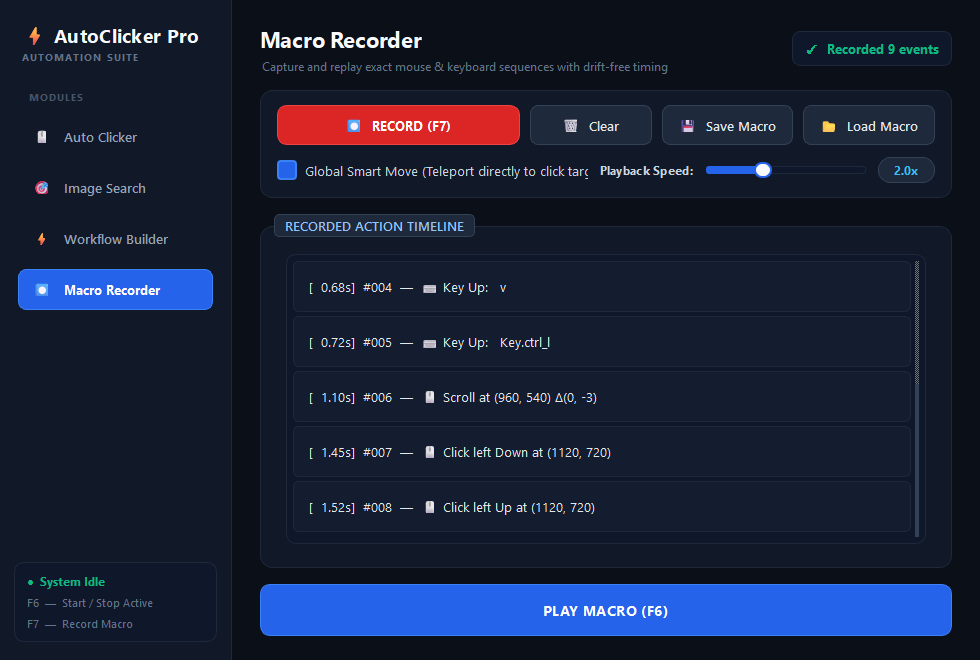 AutoClicker Pro
AUTOMATION SUITE
MODULES
Auto Clicker
Image Search
Workflow Builder
Macro Recorder
● System Idle
F6 — Start / Stop Active
F7 — Record Macro
Macro Recorder
Capture and replay exact mouse & keyboard sequences with drift-free timing
✓ Recorded 9 events
RECORD (F7)
Clear
Save Macro
Load Macro
Global Smart Move (Teleport directly to click targ
Playback Speed:
2.0x
RECORDED ACTION TIMELINE
[ 0.68s] #004 — Key Up: v
[ 0.72s] #005 — Key Up: Key.ctrl_l
[ 1.10s] #006 — Scroll at (960, 540) Δ(0, -3)
[ 1.45s] #007 — Click left Down at (1120, 720)
[ 1.52s] #008 — Click left Up at (1120, 720)
PLAY MACRO (F6)